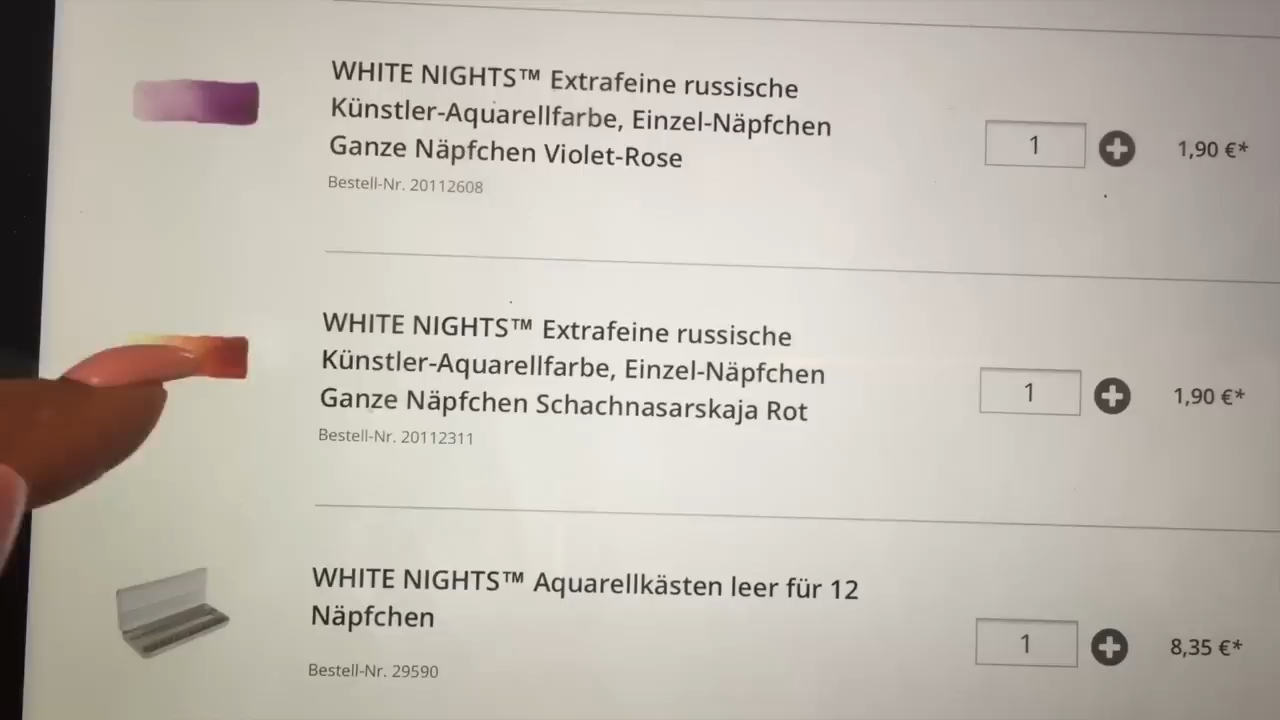 WHITE NIGHTS™ Extrafeine russische
Künstler-Aquarellfarbe, Einzel-Näpfchen
Ganze Näpfchen Violet-Rose
Bestell-Nr. 20112608
1
1,90 €*
WHITE NIGHTS™ Extrafeine russische
Künstler-Aquarellfarbe, Einzel-Näpfchen
Ganze Näpfchen Schachnasarskaja Rot
Bestell-Nr. 20112311
1
1,90 €*
WHITE NIGHTS™ Aquarellkästen leer für 12
Näpfchen
Bestell-Nr. 29590
1
8,35 €*